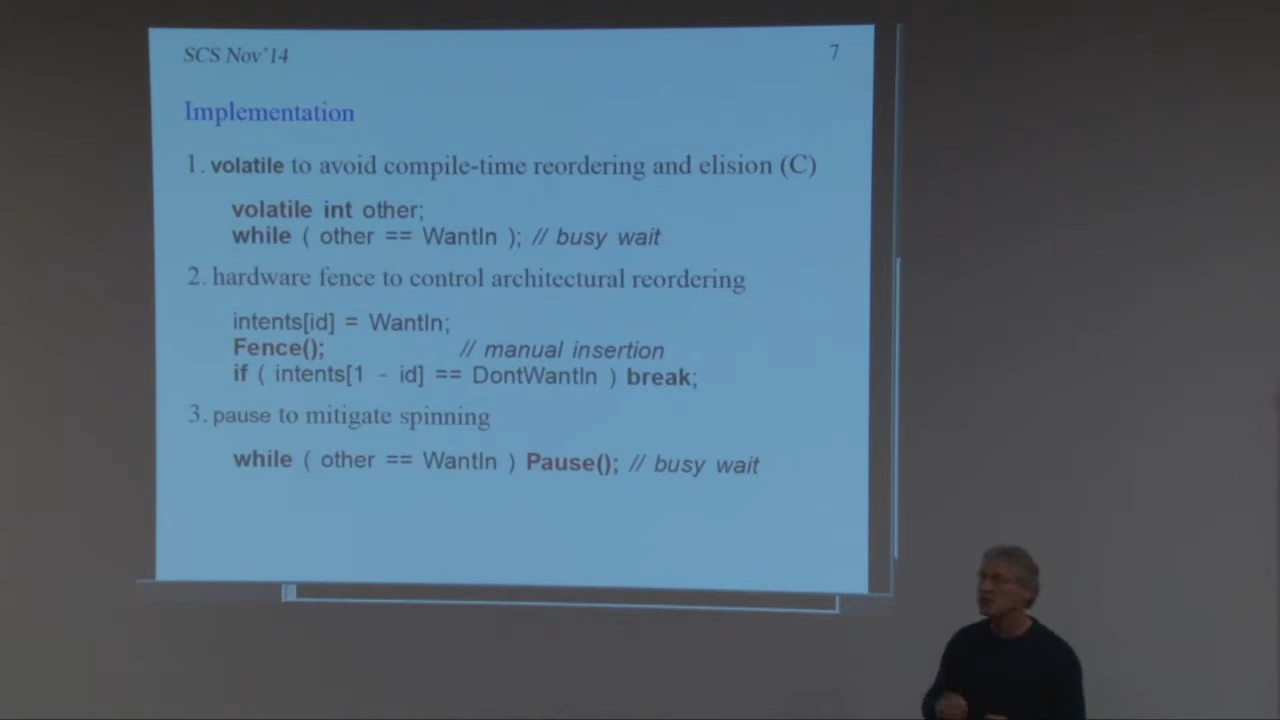 SCS Nov'14
7
Implementation
1. volatile to avoid compile-time reordering and elision (C)
volatile int other;
while ( other == WantIn ); // busy wait
2. hardware fence to control architectural reordering
intents[id] = WantIn;
Fence(); // manual insertion
if ( intents[1 - id] == DontWantIn ) break;
3. pause to mitigate spinning
while ( other == WantIn ) Pause(); // busy wait